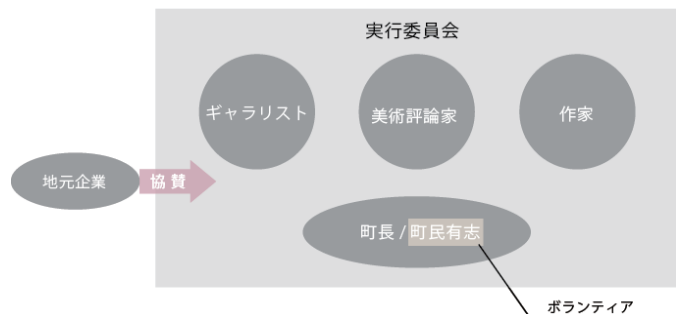 実行委員会
ギャラリスト
美術評論家
作家
地元企業
協賛
町長 / 町民有志
ボランティア